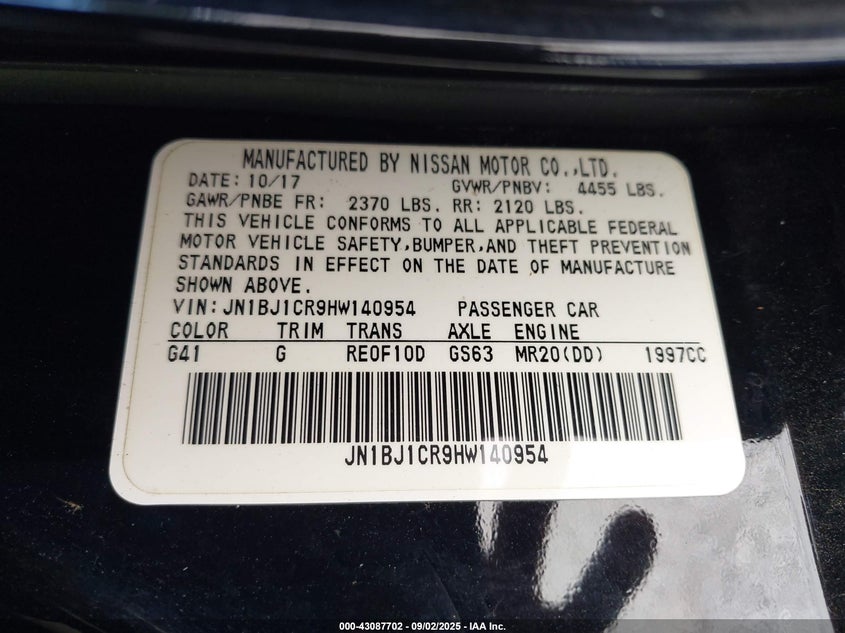 MANUFACTURED BY NISSAN MOTOR CO.,LTD.
DATE: 10/17 GVWR/PNBV: 4455 LBS.
GAWR/PNBE FR: 2370 LBS. RR: 2120 LBS.
THIS VEHICLE CONFORMS TO ALL APPLICABLE FEDERAL
MOTOR VEHICLE SAFETY,BUMPER,AND THEFT PREVENTION
STANDARDS IN EFFECT ON THE DATE OF MANUFACTURE
SHOWN ABOVE.
VIN: JN1BJ1CR9HW140954 PASSENGER CAR
COLOR TRIM TRANS AXLE ENGINE
G41 G RE0F10D GS63 MR20(DD) 1997CC
JN1BJ1CR9HW140954
000-43087702 - 09/02/2025 - IAA Inc.